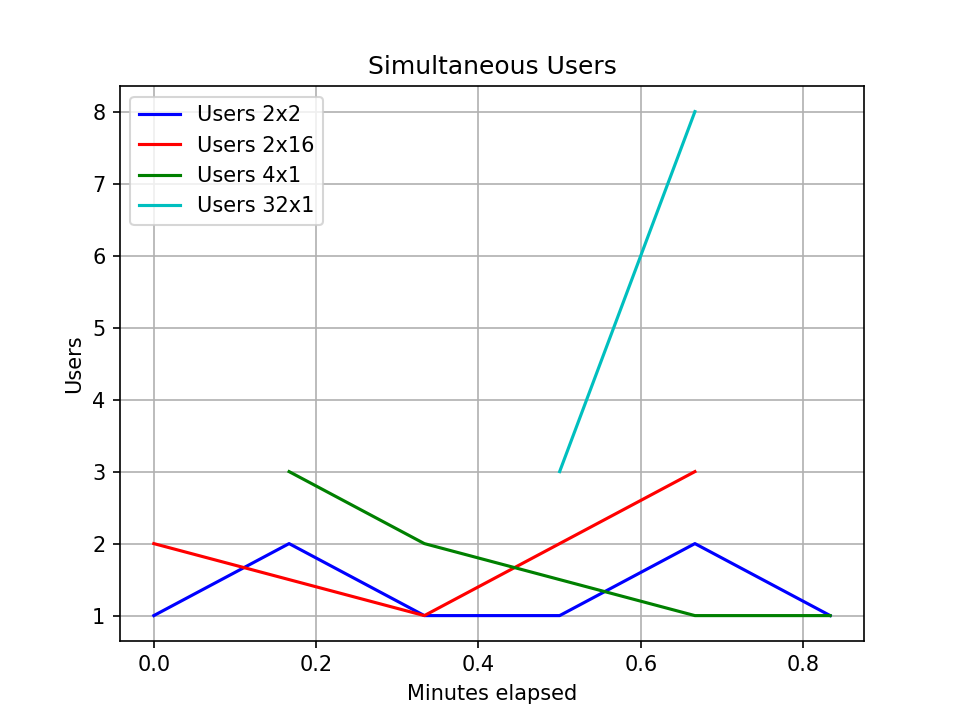 Simultaneous Users
Users 2x2
Users 2x16
Users 4x1
Users 32x1
Users
8
7
6
5
4
3
2
1
0.0 0.2 0.4 0.6 0.8
Minutes elapsed